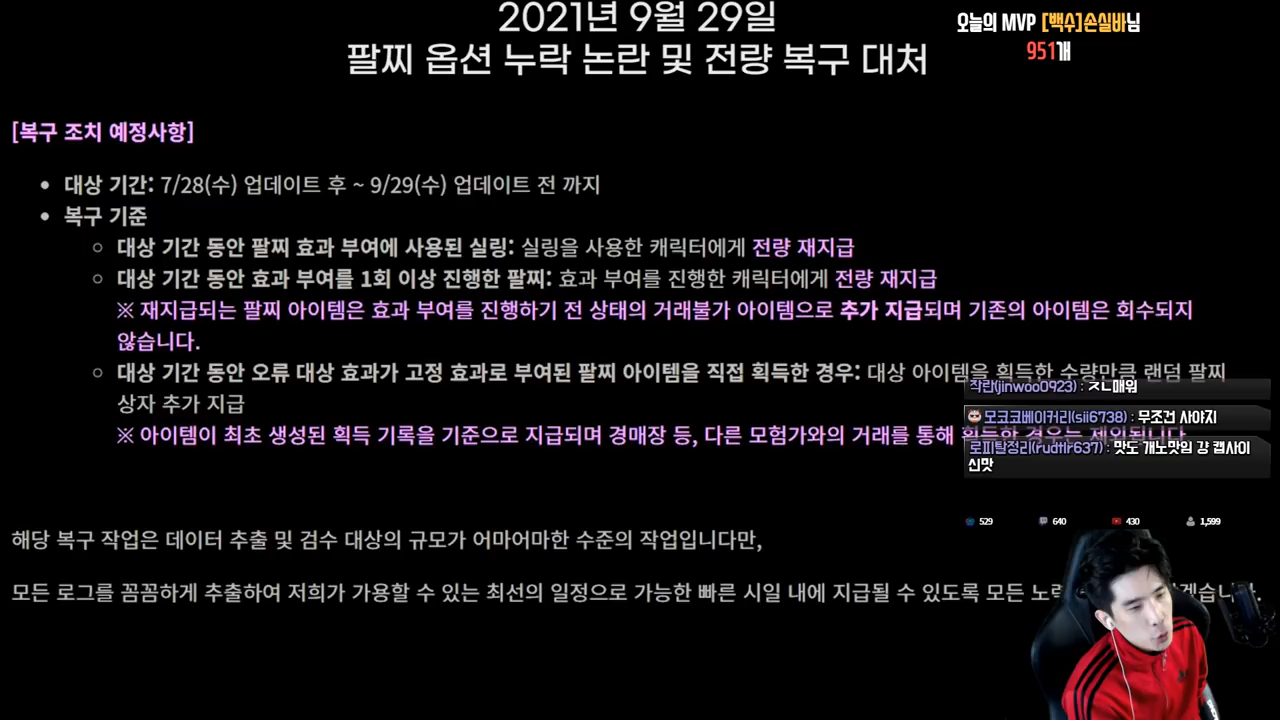 2021년 9월 29일
팔찌 옵션 누락 논란 및 전량 복구 대처
오늘의 MVP [백수]손실바님
951개
[복구 조치 예정사항]
• 대상 기간: 7/28(수) 업데이트 후 ~ 9/29(수) 업데이트 전 까지
• 복구 기준
○ 대상 기간 동안 팔찌 효과 부여에 사용된 실링: 실링을 사용한 캐릭터에게 전량 재지급
○ 대상 기간 동안 효과 부여를 1회 이상 진행한 팔찌: 효과 부여를 진행한 캐릭터에게 전량 재지급
※ 재지급되는 팔찌 아이템은 효과 부여를 진행하기 전 상태의 거래불가 아이템으로 추가 지급되며 기존의 아이템은 회수되지
않습니다.
○ 대상 기간 동안 오류 대상 효과가 고정 효과로 부여된 팔찌 아이템을 직접 획득한 경우: 대상 아이템을 획득한 수량만큼 랜덤 팔찌
상자 추가 지급
※ 아이템이 최초 생성된 획득 기록을 기준으로 지급되며 경매장 등, 다른 모험가와의 거래를 통해 획득한 경우는 제외됩니다
작란(jinwoo0923) : ㅈㄴ매워
모코코베이커리(sii6738) : 무조건 사야지
로피탈정리(rudtlr637) : 맛도 개노맛임 걍 캡사이
신맛
529 640 430 1,599
해당 복구 작업은 데이터 추출 및 검수 대상의 규모가 어마어마한 수준의 작업입니다만,
모든 로그를 꼼꼼하게 추출하여 저희가 가용할 수 있는 최선의 일정으로 가능한 빠른 시일 내에 지급될 수 있도록 모든